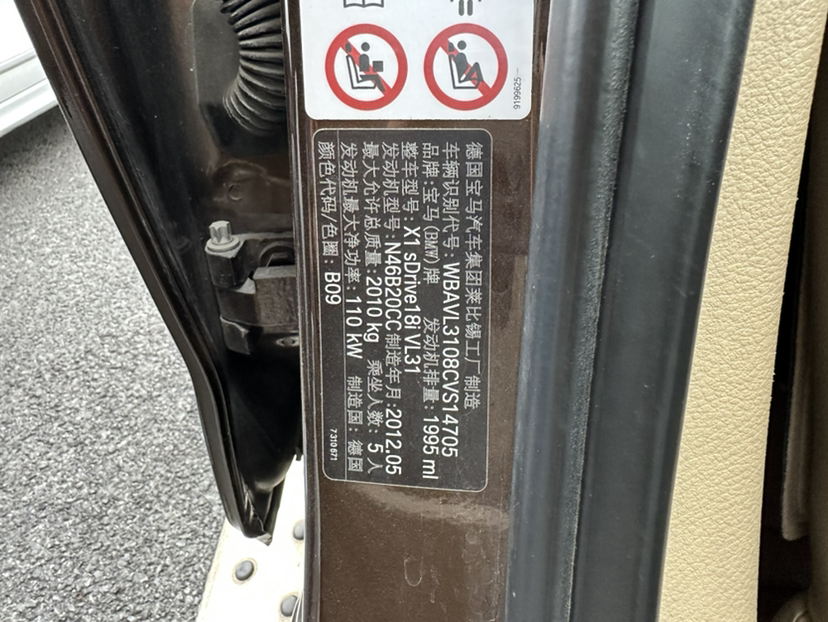 9199625
德国宝马汽车集团莱比锡工厂 制造
车辆识别代号:WBAVL3108CVS14705
品牌:宝马(BMW)牌 发动机排量:1995 ml
整车型号:X1 sDrive18i VL31
发动机型号:N46B20CC 制造年月:2012.05
最大允许总质量:2010 kg 乘坐人数: 5 人
发动机最大净功率:110 kW 制造国: 德国
颜色代码/色圈: B09
7310671